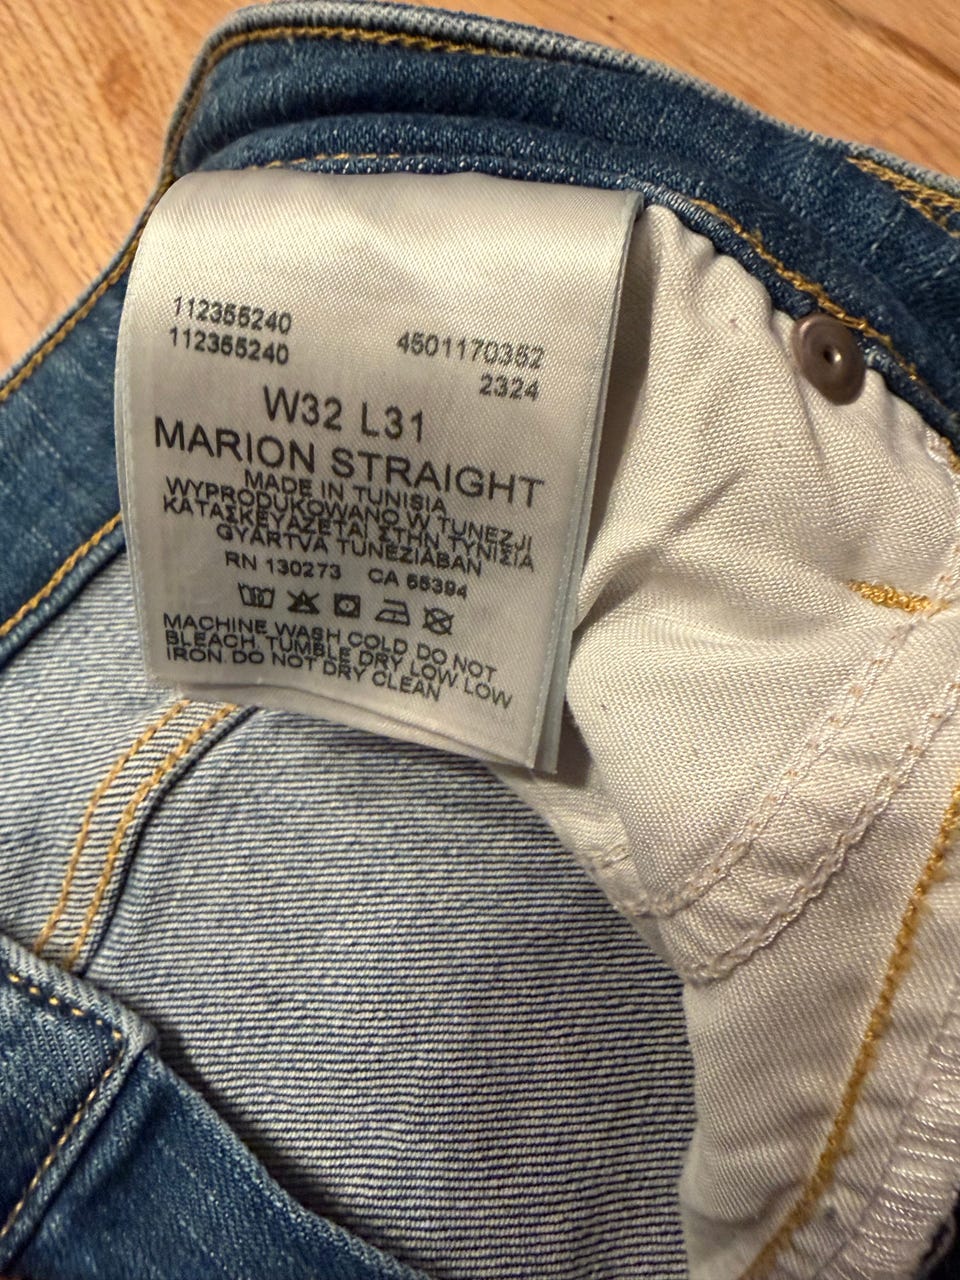 112355240
112355240
4501170352
2324
W32 L31
MARION STRAIGHT
MADE IN TUNISIA
WYPRODUKOWANO W TUNEZJI
ΚΑΤΑΣΚΕΥΑΖΕΤΑΙ ΣΤΗΝ ΤΥΝΙΣΙΑ
GYÁRTVA TUNÉZIÁBAN
RN 130273 CA 55394
MACHINE WASH COLD DO NOT
BLEACH TUMBLE DRY LOW LOW
IRON DO NOT DRY CLEAN